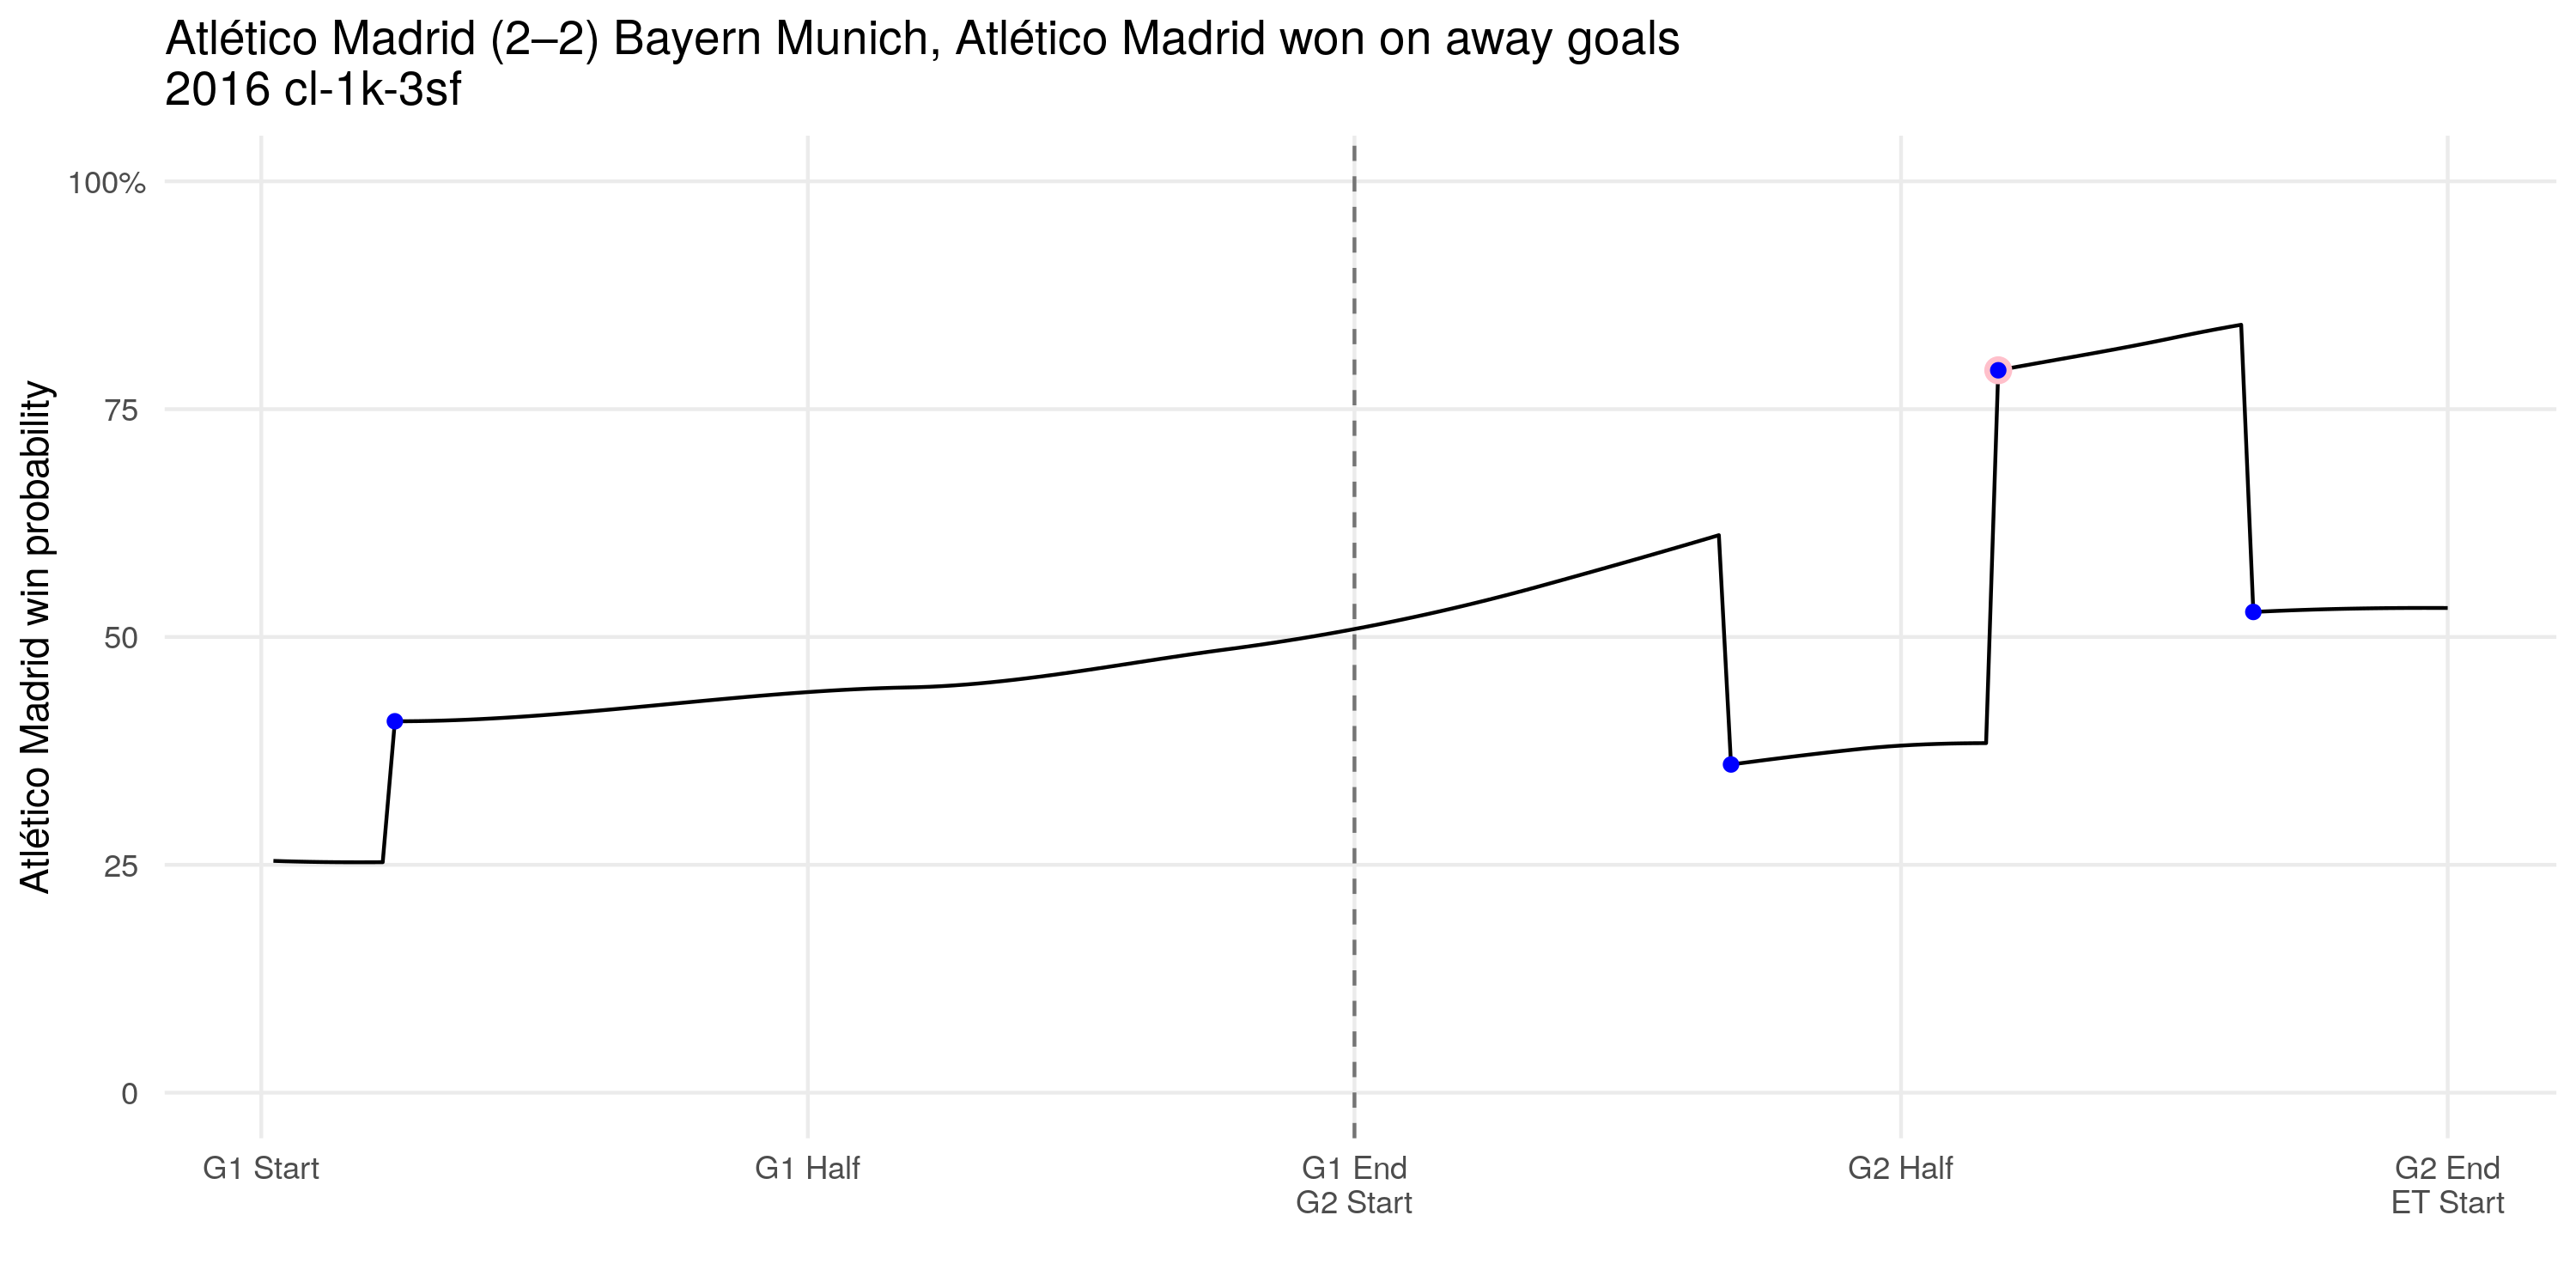 Atlético Madrid (2–2) Bayern Munich, Atlético Madrid won on away goals
2016 cl-1k-3sf
Atlético Madrid win probability
100%
75
50
25
0
G1 Start
G1 Half
G1 End
G2 Start
G2 Half
G2 End
ET Start